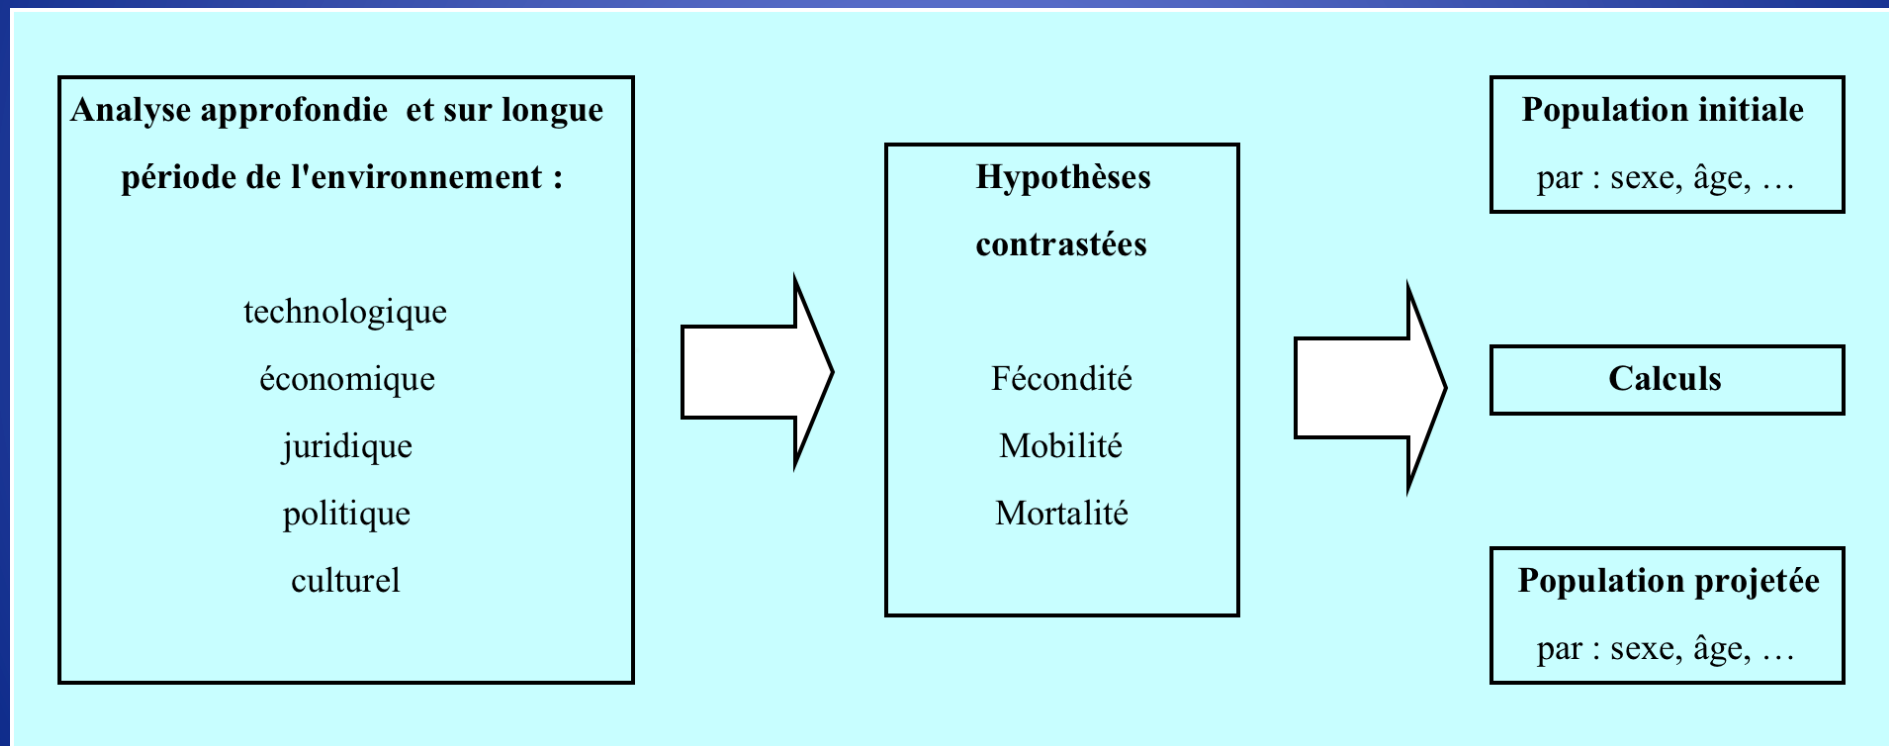 Analyse approfondie et sur longue
période de l'environnement :
technologique
économique
juridique
politique
culturel
Hypothèses
contrastées
Fécondité
Mobilité
Mortalité
Population initiale
par : sexe, âge, …
Calculs
Population projetée
par : sexe, âge, …